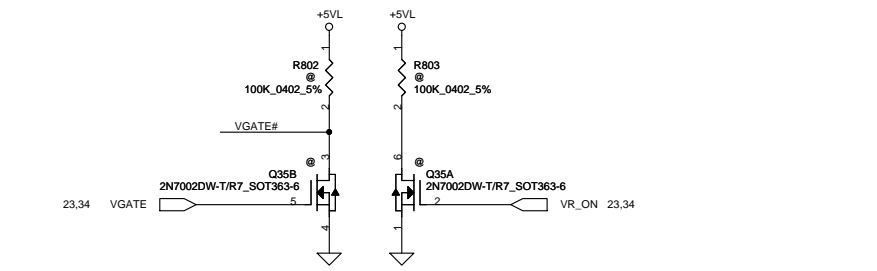 +5VL +5VL
1 1
R802 R803
@ @
100K_0402_5% 100K_0402_5%
2 2
VGATE#
3 6
@ @
Q35B Q35A
2N7002DW-T/R7_SOT363-6 2N7002DW-T/R7_SOT363-6
23,34 VGATE 5 2 VR_ON 23,34
4 1